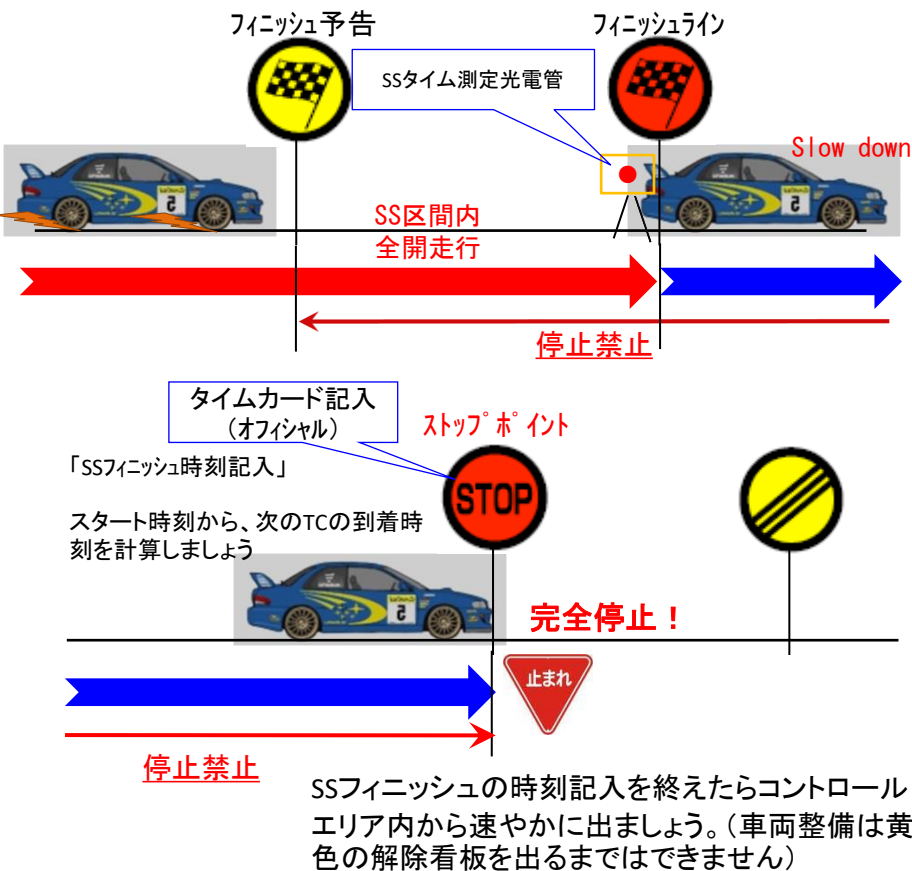 フィニッシュ予告
フィニッシュライン
SSタイム測定光電管
Slow down
SS区間内
全開走行
停止禁止
タイムカード記入
（オフィシャル）
ストップポイント
「SSフィニッシュ時刻記入」
STOP
スタート時刻から、次のTCの到着時
刻を計算しましょう
5
5
5
完全停止！
止まれ
停止禁止
SSフィニッシュの時刻記入を終えたらコントロール
エリア内から速やかに出ましょう。（車両整備は黄
色の解除看板を出るまではできません）